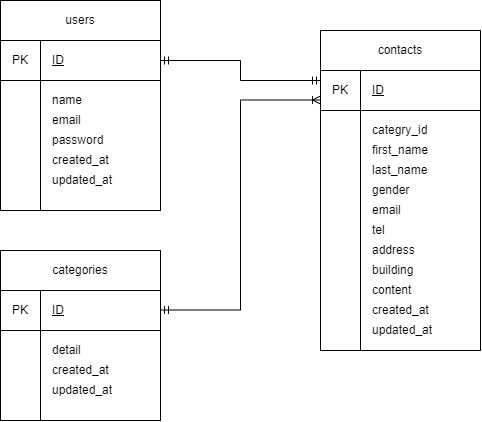 users
PK ID
name
email
password
created_at
updated_at
categories
PK ID
detail
created_at
updated_at
contacts
PK ID
categry_id
first_name
last_name
gender
email
tel
address
building
content
created_at
updated_at